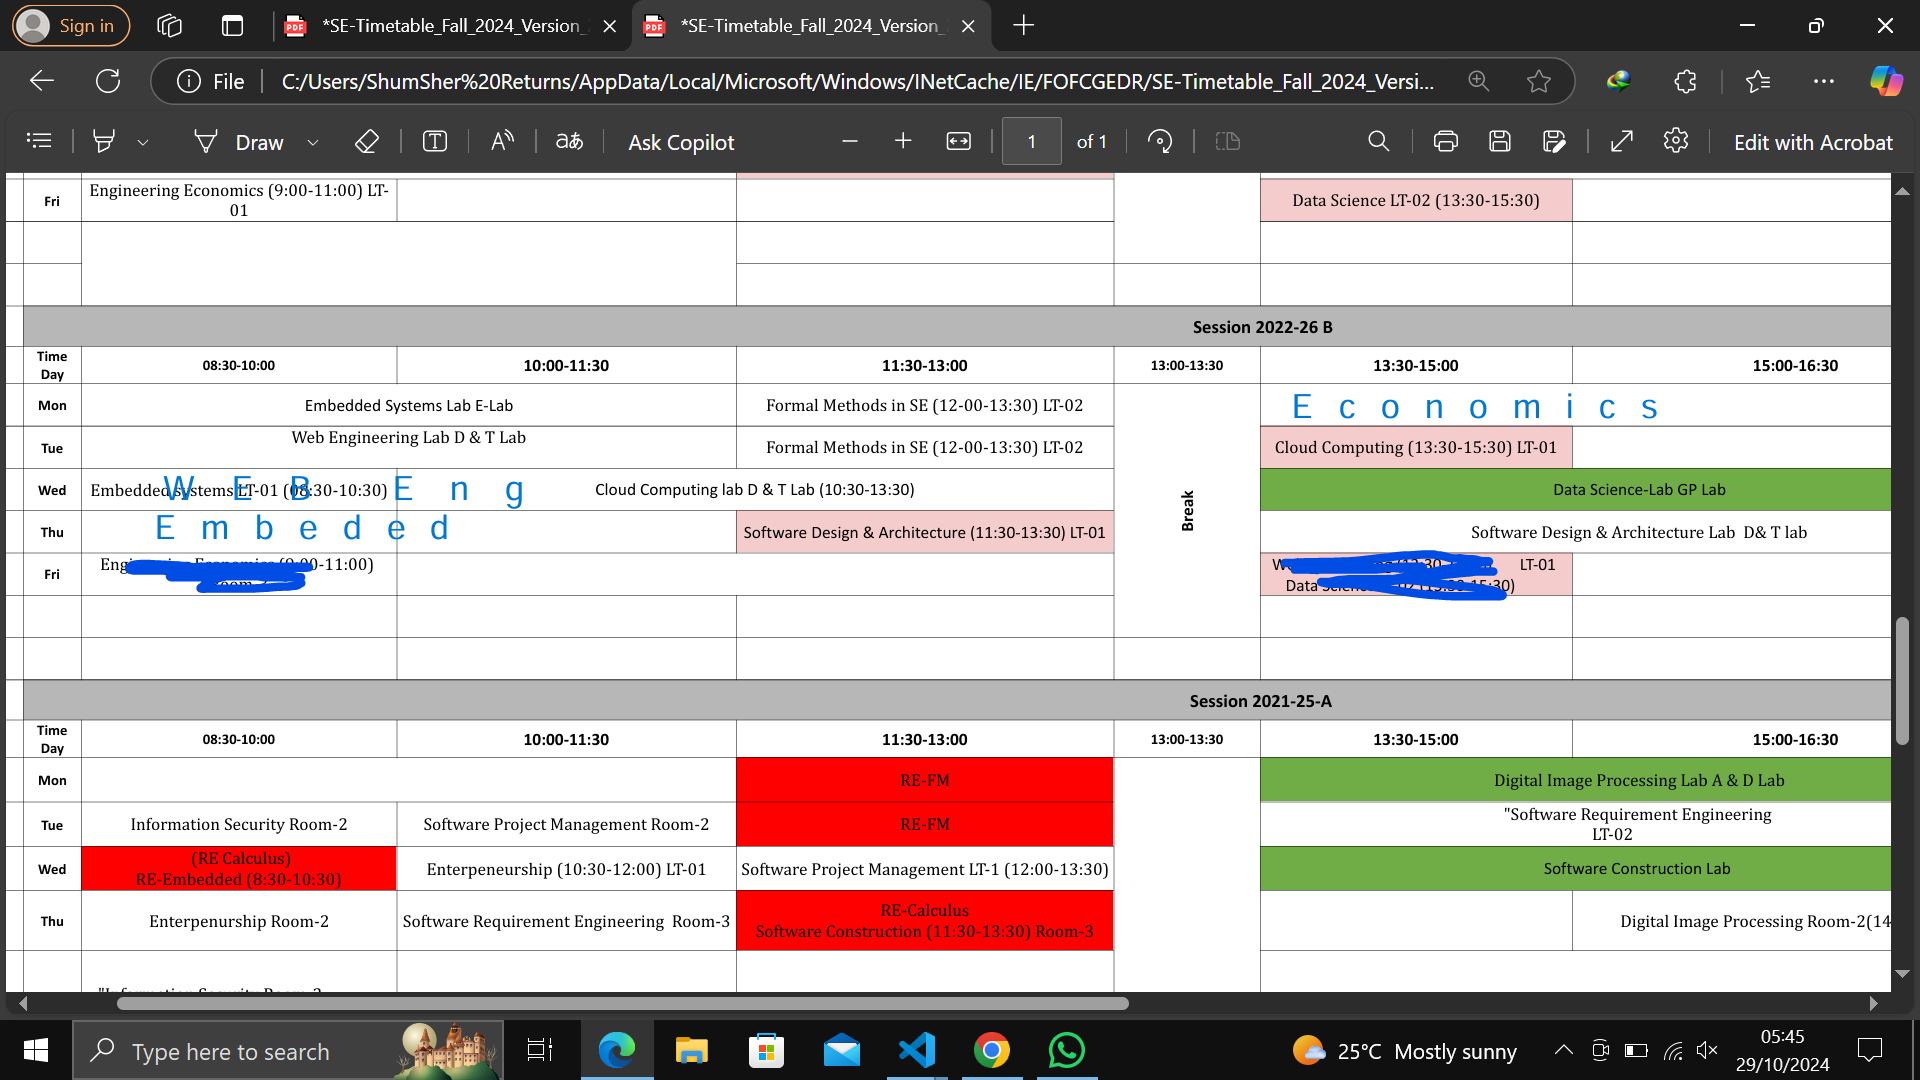 Sign in
*SE-Timetable_Fall_2024_Version_
*SE-Timetable_Fall_2024_Version_
File
C:/Users/ShumSher%20Returns/AppData/Local/Microsoft/Windows/INetCache/IE/FOFCGEDR/SE-Timetable_Fall_2024_Versi...
Draw
Ask Copilot
1
of 1
Edit with Acrobat
Fri
Engineering Economics (9:00-11:00) LT-
01
Data Science LT-02 (13:30-15:30)
Session 2022-26 B
Time
Day
08:30-10:00
10:00-11:30
11:30-13:00
13:00-13:30
13:30-15:00
15:00-16:30
Mon
Embedded Systems Lab E-Lab
Formal Methods in SE (12-00-13:30) LT-02
Economics
Tue
Web Engineering Lab D & T Lab
Formal Methods in SE (12-00-13:30) LT-02
Cloud Computing (13:30-15:30) LT-01
Wed
Embedded systems LT-01 (08:30-10:30)
WEB Eng
Cloud Computing lab D & T Lab (10:30-13:30)
Data Science-Lab GP Lab
Break
Thu
Embeded
Software Design & Architecture (11:30-13:30) LT-01
Software Design & Architecture Lab D& T lab
Fri
-11:00)
LT-01
Data
Session 2021-25-A
Time
Day
08:30-10:00
10:00-11:30
11:30-13:00
13:00-13:30
13:30-15:00
15:00-16:30
Mon
RE-FM
Digital Image Processing Lab A & D Lab
Tue
Information Security Room-2
Software Project Management Room-2
RE-FM
"Software Requirement Engineering
LT-02
Wed
(RE Calculus)
RE-Embedded (8:30-10:30)
Enterpeneurship (10:30-12:00) LT-01
Software Project Management LT-1 (12:00-13:30)
Software Construction Lab
Thu
Enterpenurship Room-2
Software Requirement Engineering Room-3
RE-Calculus
Software Construction (11:30-13:30) Room-3
Digital Image Processing Room-2(14
Type here to search
25°C Mostly sunny
05:45
29/10/2024